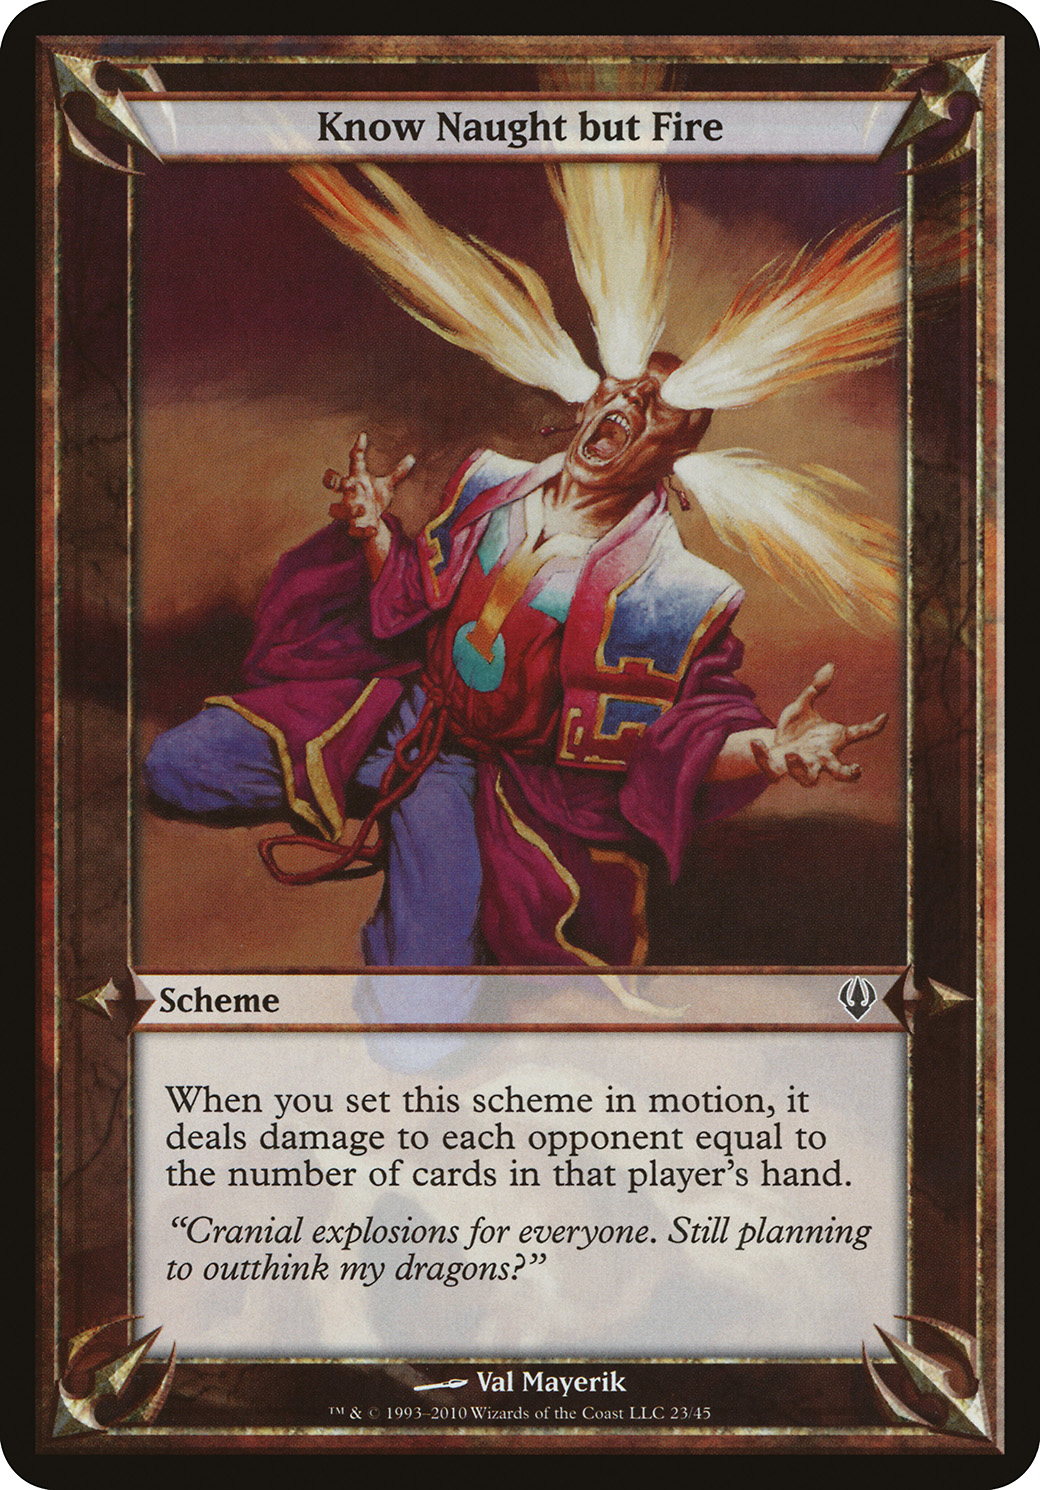 Know Naught but Fire
Scheme
When you set this scheme in motion, it
deals damage to each opponent equal to
the number of cards in that player's hand.
“Cranial explosions for everyone. Still planning
to outthink my dragons?”
Val Mayerik
™ & © 1993–2010 Wizards of the Coast LLC 23/45